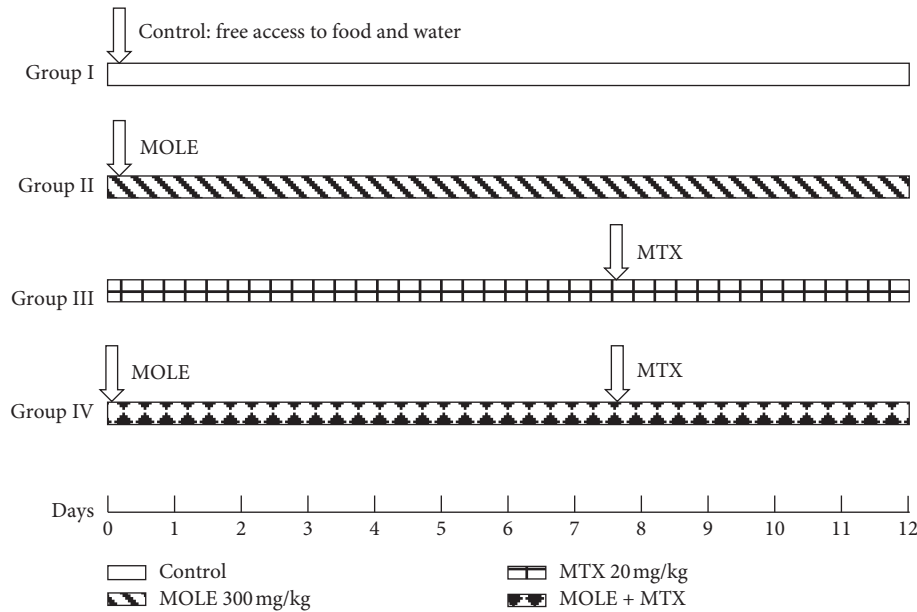 Control: free access to food and water
Group I
MOLE
Group II
MTX
Group III
MOLE MTX
Group IV
Days
0 1 2 3 4 5 6 7 8 9 10 11 12
Control MTX 20 mg/kg
MOLE 300 mg/kg MOLE + MTX